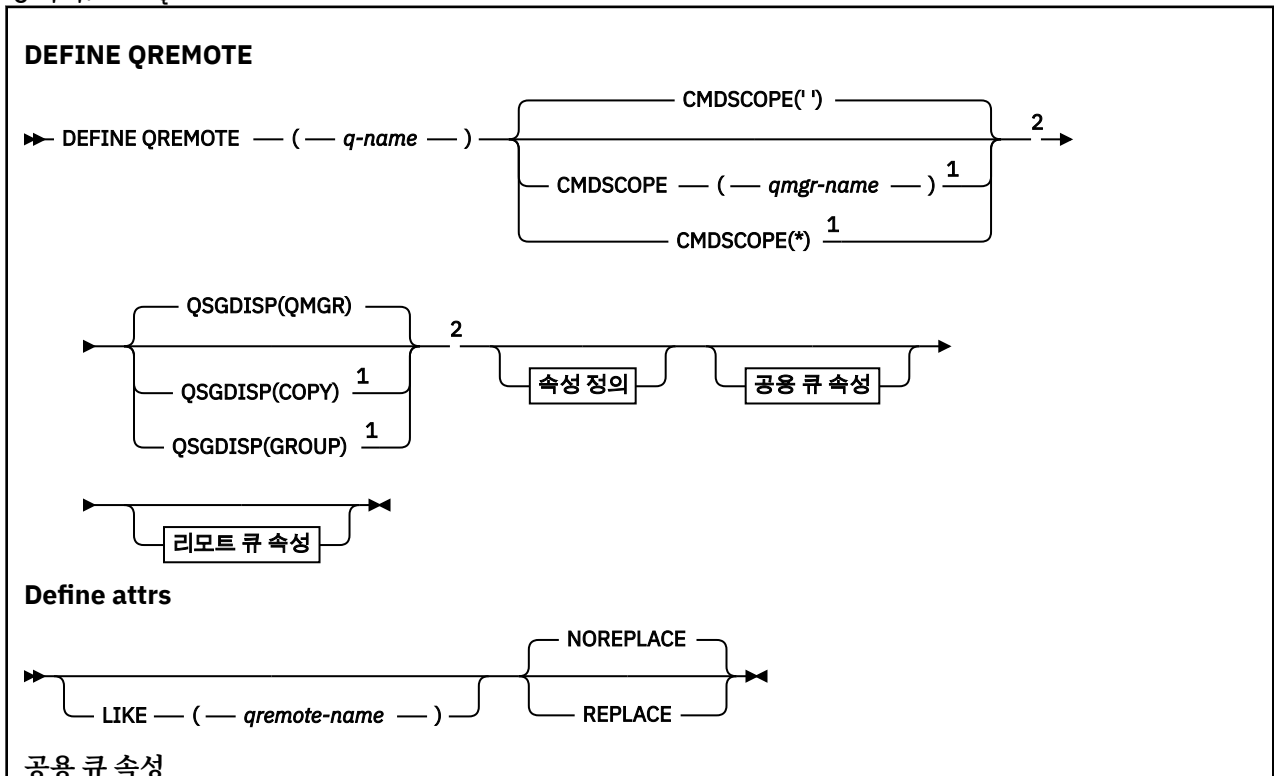 DEFINE QREMOTE
CMDSCOPE(' ')
DEFINE QREMOTE ( q-name ) 2
CMDSCOPE ( qmgr-name ) 1
CMDSCOPE(*) 1
QSGDISP(QMGR)
2
QSGDISP(COPY) 1 속성 정의 공용 큐 속성
QSGDISP(GROUP) 1
리모트 큐 속성
Define attrs
NOREPLACE
LIKE ( qremote-name ) REPLACE
공용 큐 속성